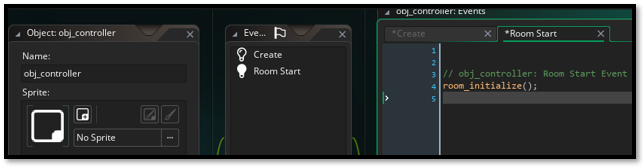 Object: obj_controller
Name:
obj_controller
Sprite:
No Sprite
Eve...
Create
Room Start
obj_controller: Events
*Create
*Room Start
1
2
3 // obj_controller: Room Start Event
4 room_initialize();
5